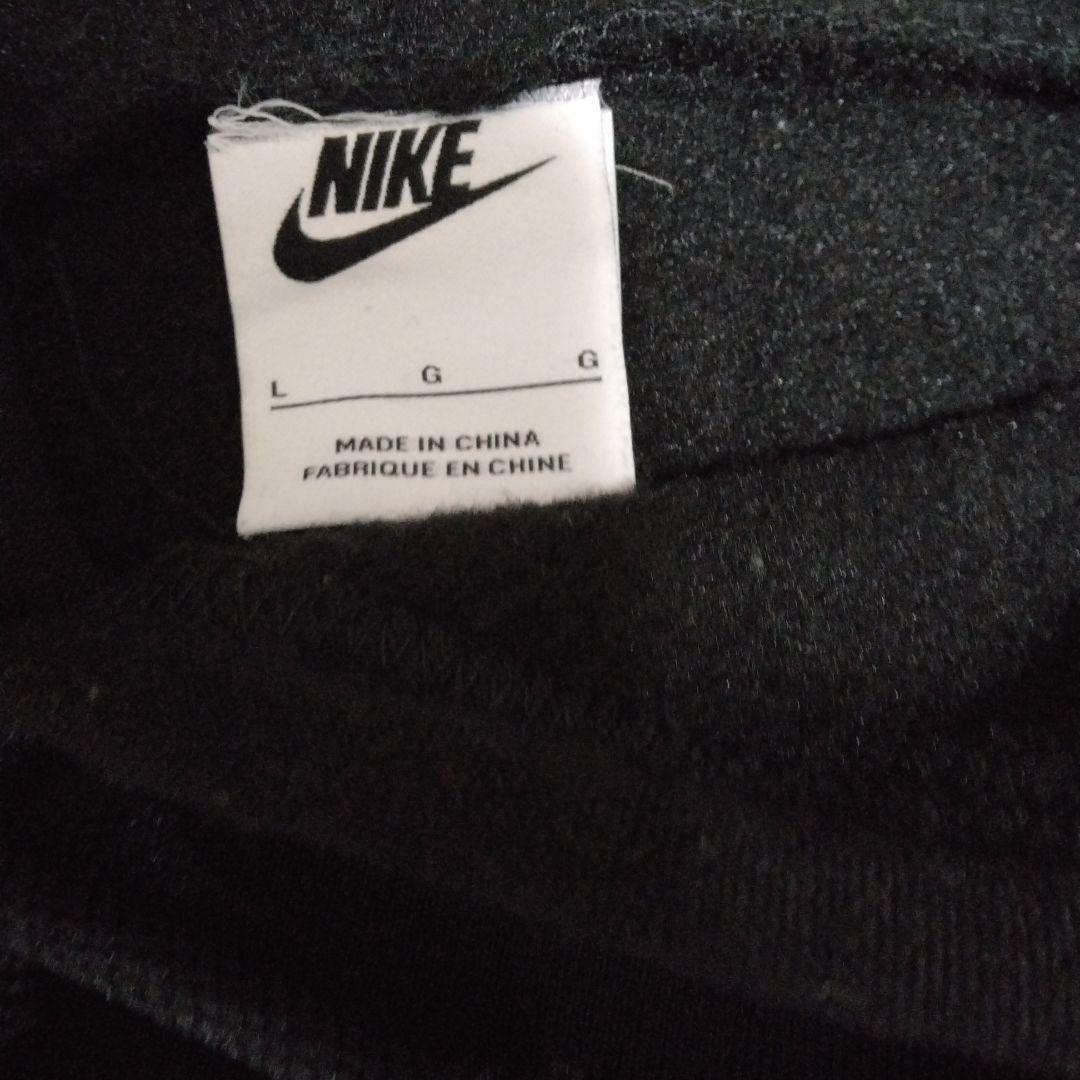 NIKE
L G G
MADE IN CHINA
FABRIQUE EN CHINE